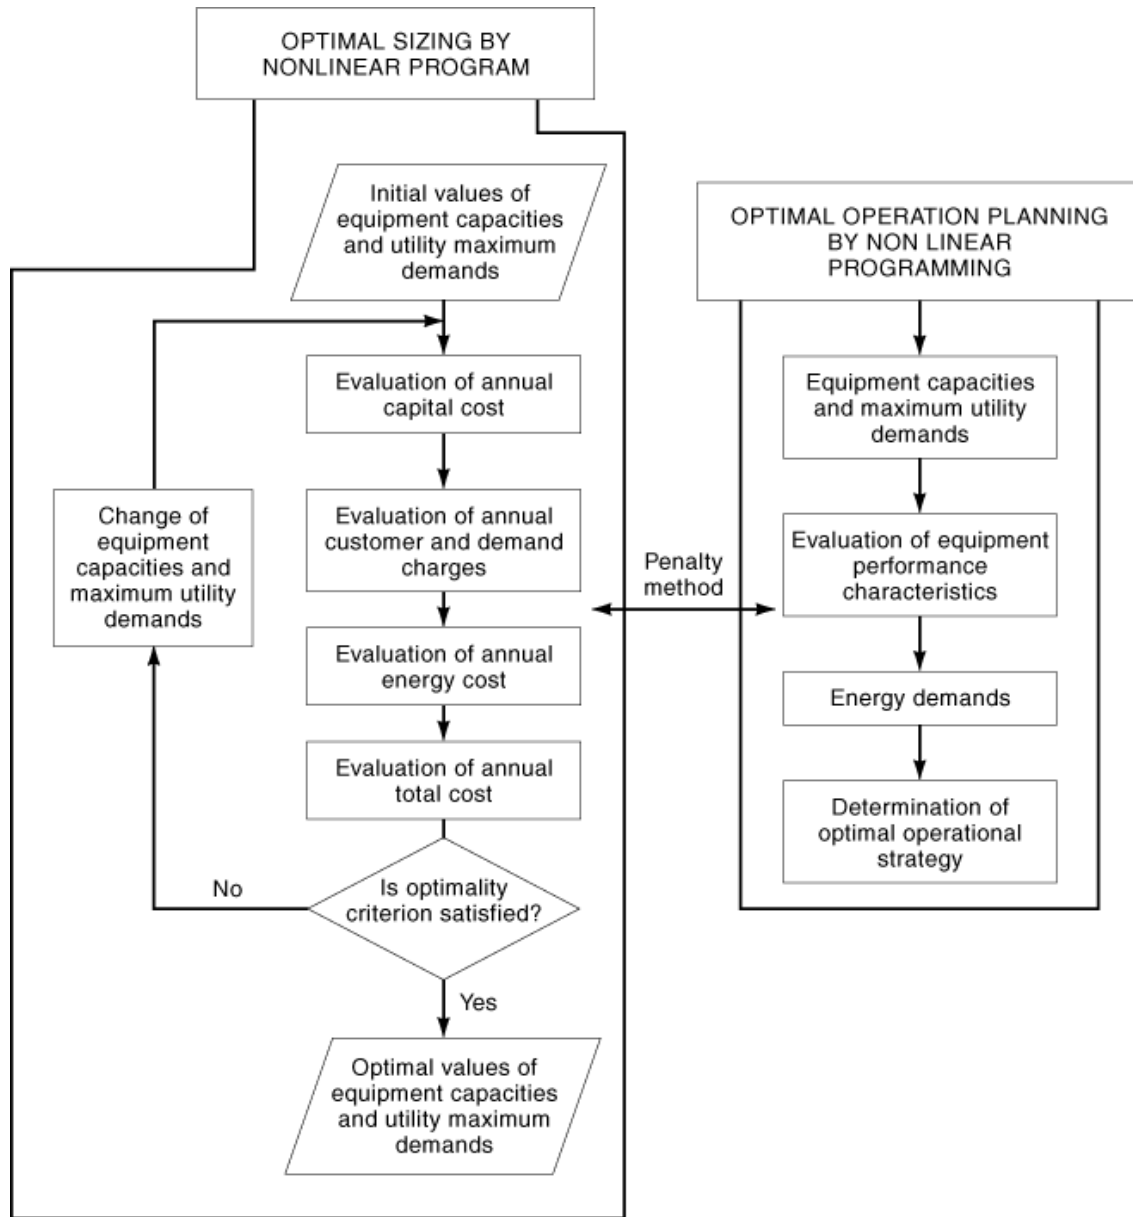 OPTIMAL SIZING BY
NONLINEAR PROGRAM
Initial values of
equipment capacities
and utility maximum
demands
Evaluation of annual
capital cost
Evaluation of annual
customer and demand
charges
Evaluation of annual
energy cost
Evaluation of annual
total cost
Is optimality
criterion satisfied?
No
Change of
equipment
capacities and
maximum utility
demands
Yes
Optimal values of
equipment capacities
and utility maximum
demands
Penalty
method
OPTIMAL OPERATION PLANNING
BY NON LINEAR
PROGRAMMING
Equipment capacities
and maximum utility
demands
Evaluation of equipment
performance
characteristics
Energy demands
Determination of
optimal operational
strategy